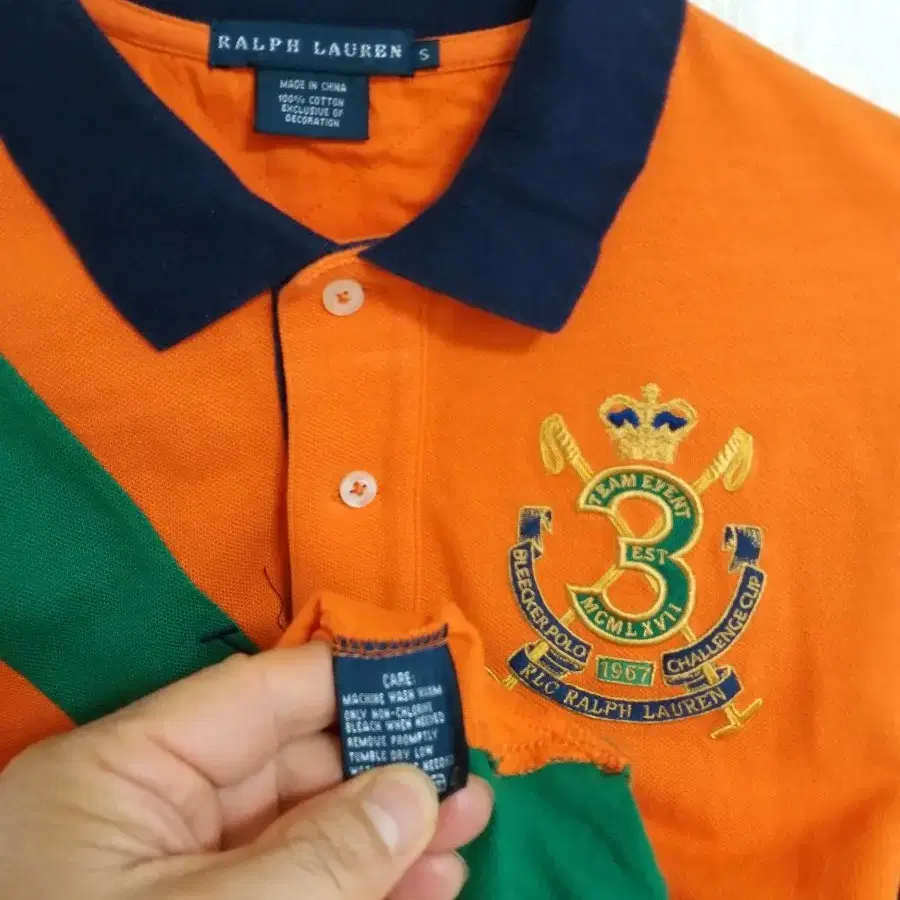 RALPH LAUREN S
MADE IN CHINA
100% COTTON
EXCLUSIVE OF
DECORATION
TEAM EVENT
3
EST
MCMLXVII
BLEECKER POLO
1967
CHALLENGE CUP
RLC RALPH LAUREN
CARE:
MACHINE WASH WARM
ONLY NON-CHLORINE
BLEACH WHEN NEEDED
REMOVE PROMPTLY
TUMBLE DRY LOW
NEEDED